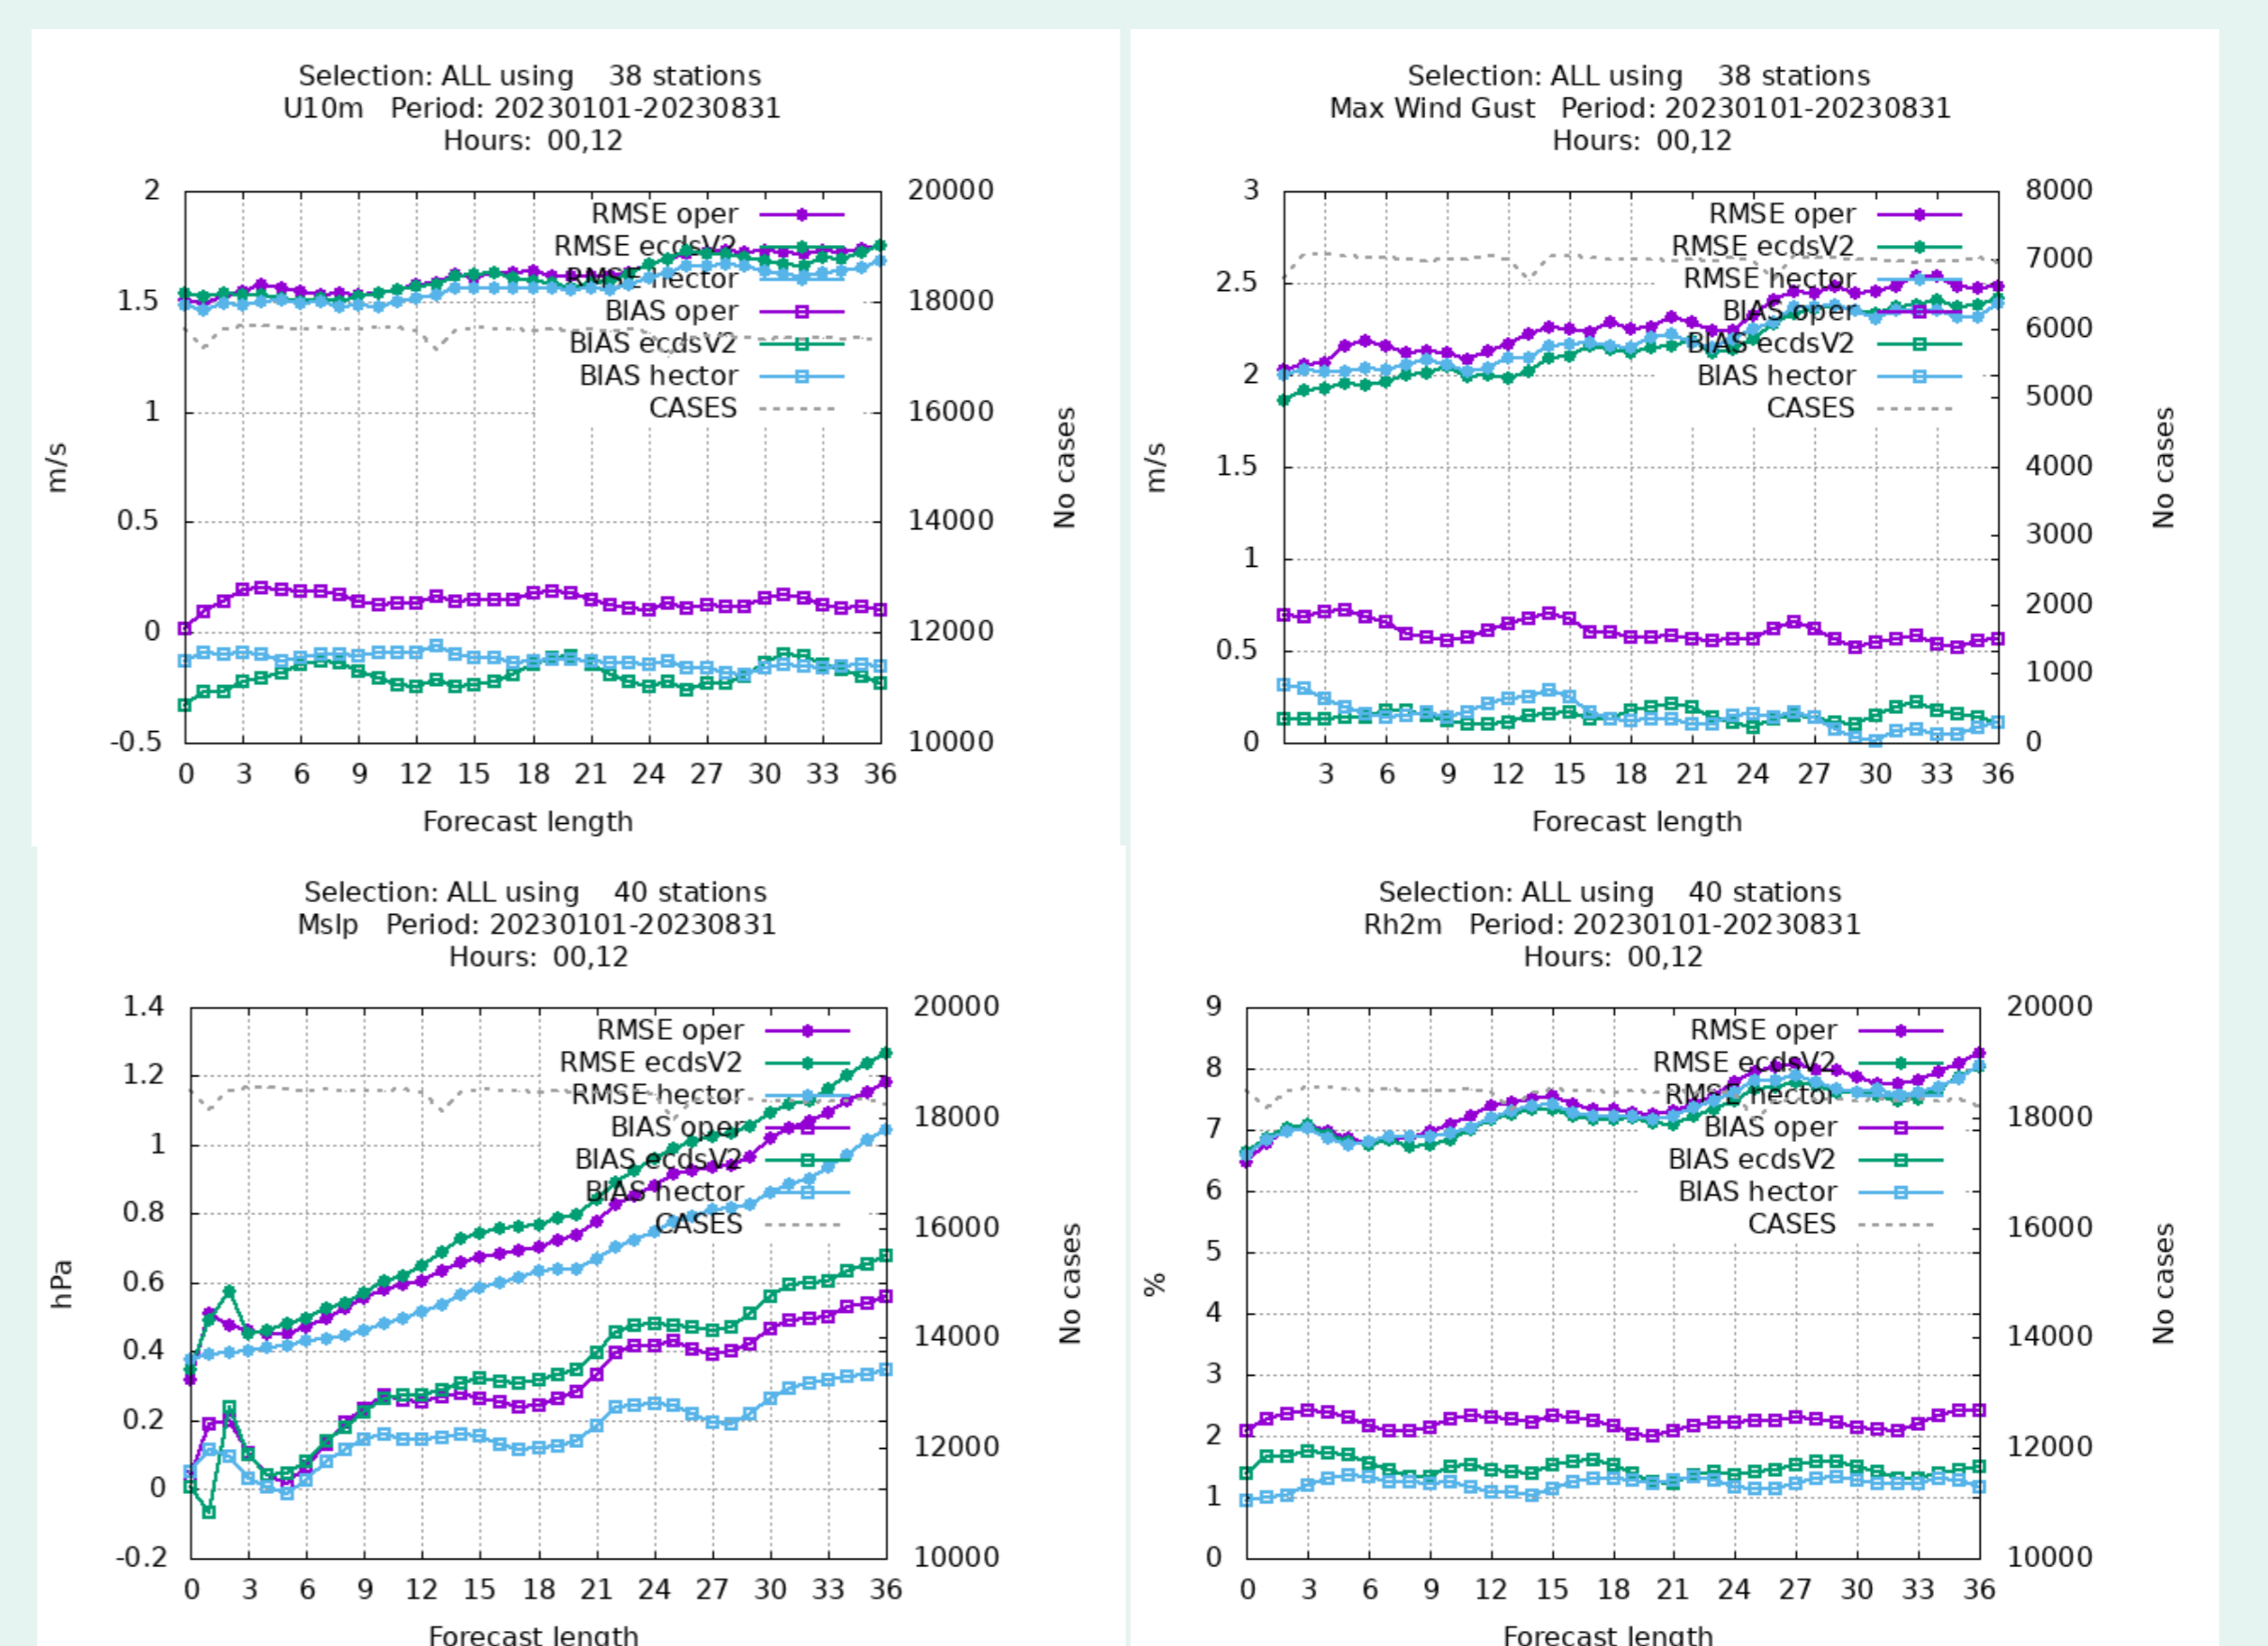 Selection: ALL using 38 stations
U10m Period: 20230101-20230831
Hours: 00,12
2
1.5
1
0.5
0
-0.5
20000
18000
16000
14000
12000
10000
RMSE oper
RMSE ecdsV2
RMSE hector
BIAS oper
BIAS ecdsV2
BIAS hector
CASES
m/s
No cases
0 3 6 9 12 15 18 21 24 27 30 33 36
Forecast length
Selection: ALL using 38 stations
Max Wind Gust Period: 20230101-20230831
Hours: 00,12
3
2.5
2
1.5
1
0.5
0
8000
7000
6000
5000
4000
3000
2000
1000
0
RMSE oper
RMSE ecdsV2
RMSE hector
BIAS oper
BIAS ecdsV2
BIAS hector
CASES
m/s
No cases
3 6 9 12 15 18 21 24 27 30 33 36
Forecast length
Selection: ALL using 40 stations
Mslp Period: 20230101-20230831
Hours: 00,12
1.4
1.2
1
0.8
0.6
0.4
0.2
0
-0.2
20000
18000
16000
14000
12000
10000
RMSE oper
RMSE ecdsV2
RMSE hector
BIAS oper
BIAS ecdsV2
BIAS hector
CASES
hPa
No cases
0 3 6 9 12 15 18 21 24 27 30 33 36
Forecast length
Selection: ALL using 40 stations
Rh2m Period: 20230101-20230831
Hours: 00,12
9
8
7
6
5
4
3
2
1
0
20000
18000
16000
14000
12000
10000
RMSE oper
RMSE ecdsV2
RMSE hector
BIAS oper
BIAS ecdsV2
BIAS hector
CASES
%
No cases
0 3 6 9 12 15 18 21 24 27 30 33 36
Forecast length